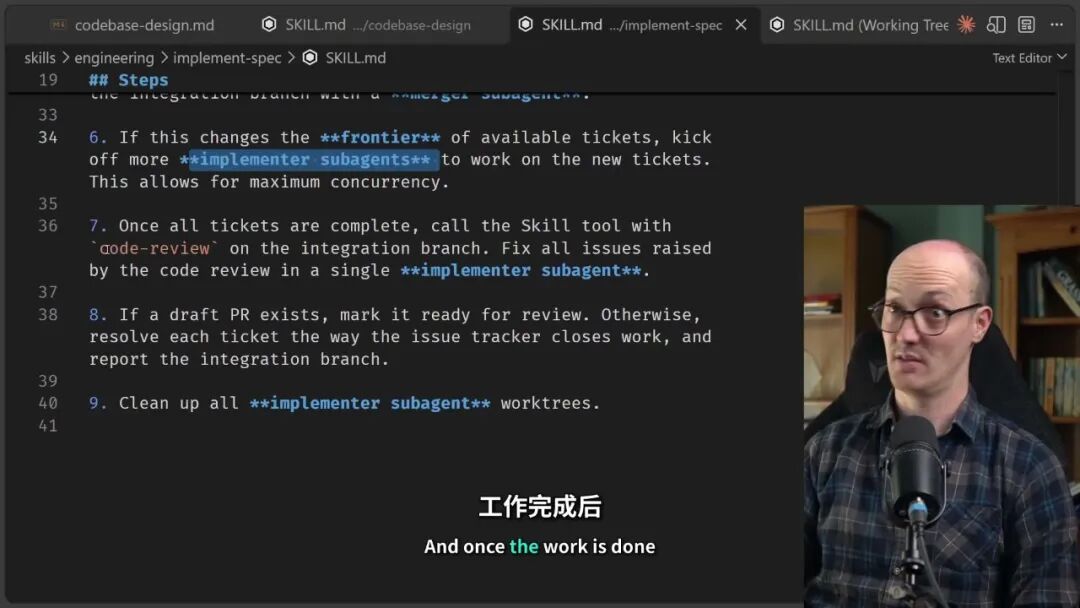 codebase-design.md
SKILL.md .../codebase-design
SKILL.md .../implement-spec
SKILL.md (Working Tree
skills > engineering > implement-spec > SKILL.md
Text Editor
19 ## Steps
the integration branch with a **merger subagent**.
33
34 6. If this changes the **frontier** of available tickets, kick
off more **implementer subagents** to work on the new tickets.
This allows for maximum concurrency.
35
36 7. Once all tickets are complete, call the Skill tool with
`code-review` on the integration branch. Fix all issues raised
by the code review in a single **implementer subagent**.
37
38 8. If a draft PR exists, mark it ready for review. Otherwise,
resolve each ticket the way the issue tracker closes work, and
report the integration branch.
39
40 9. Clean up all **implementer subagent** worktrees.
41
工作完成后
And once the work is done